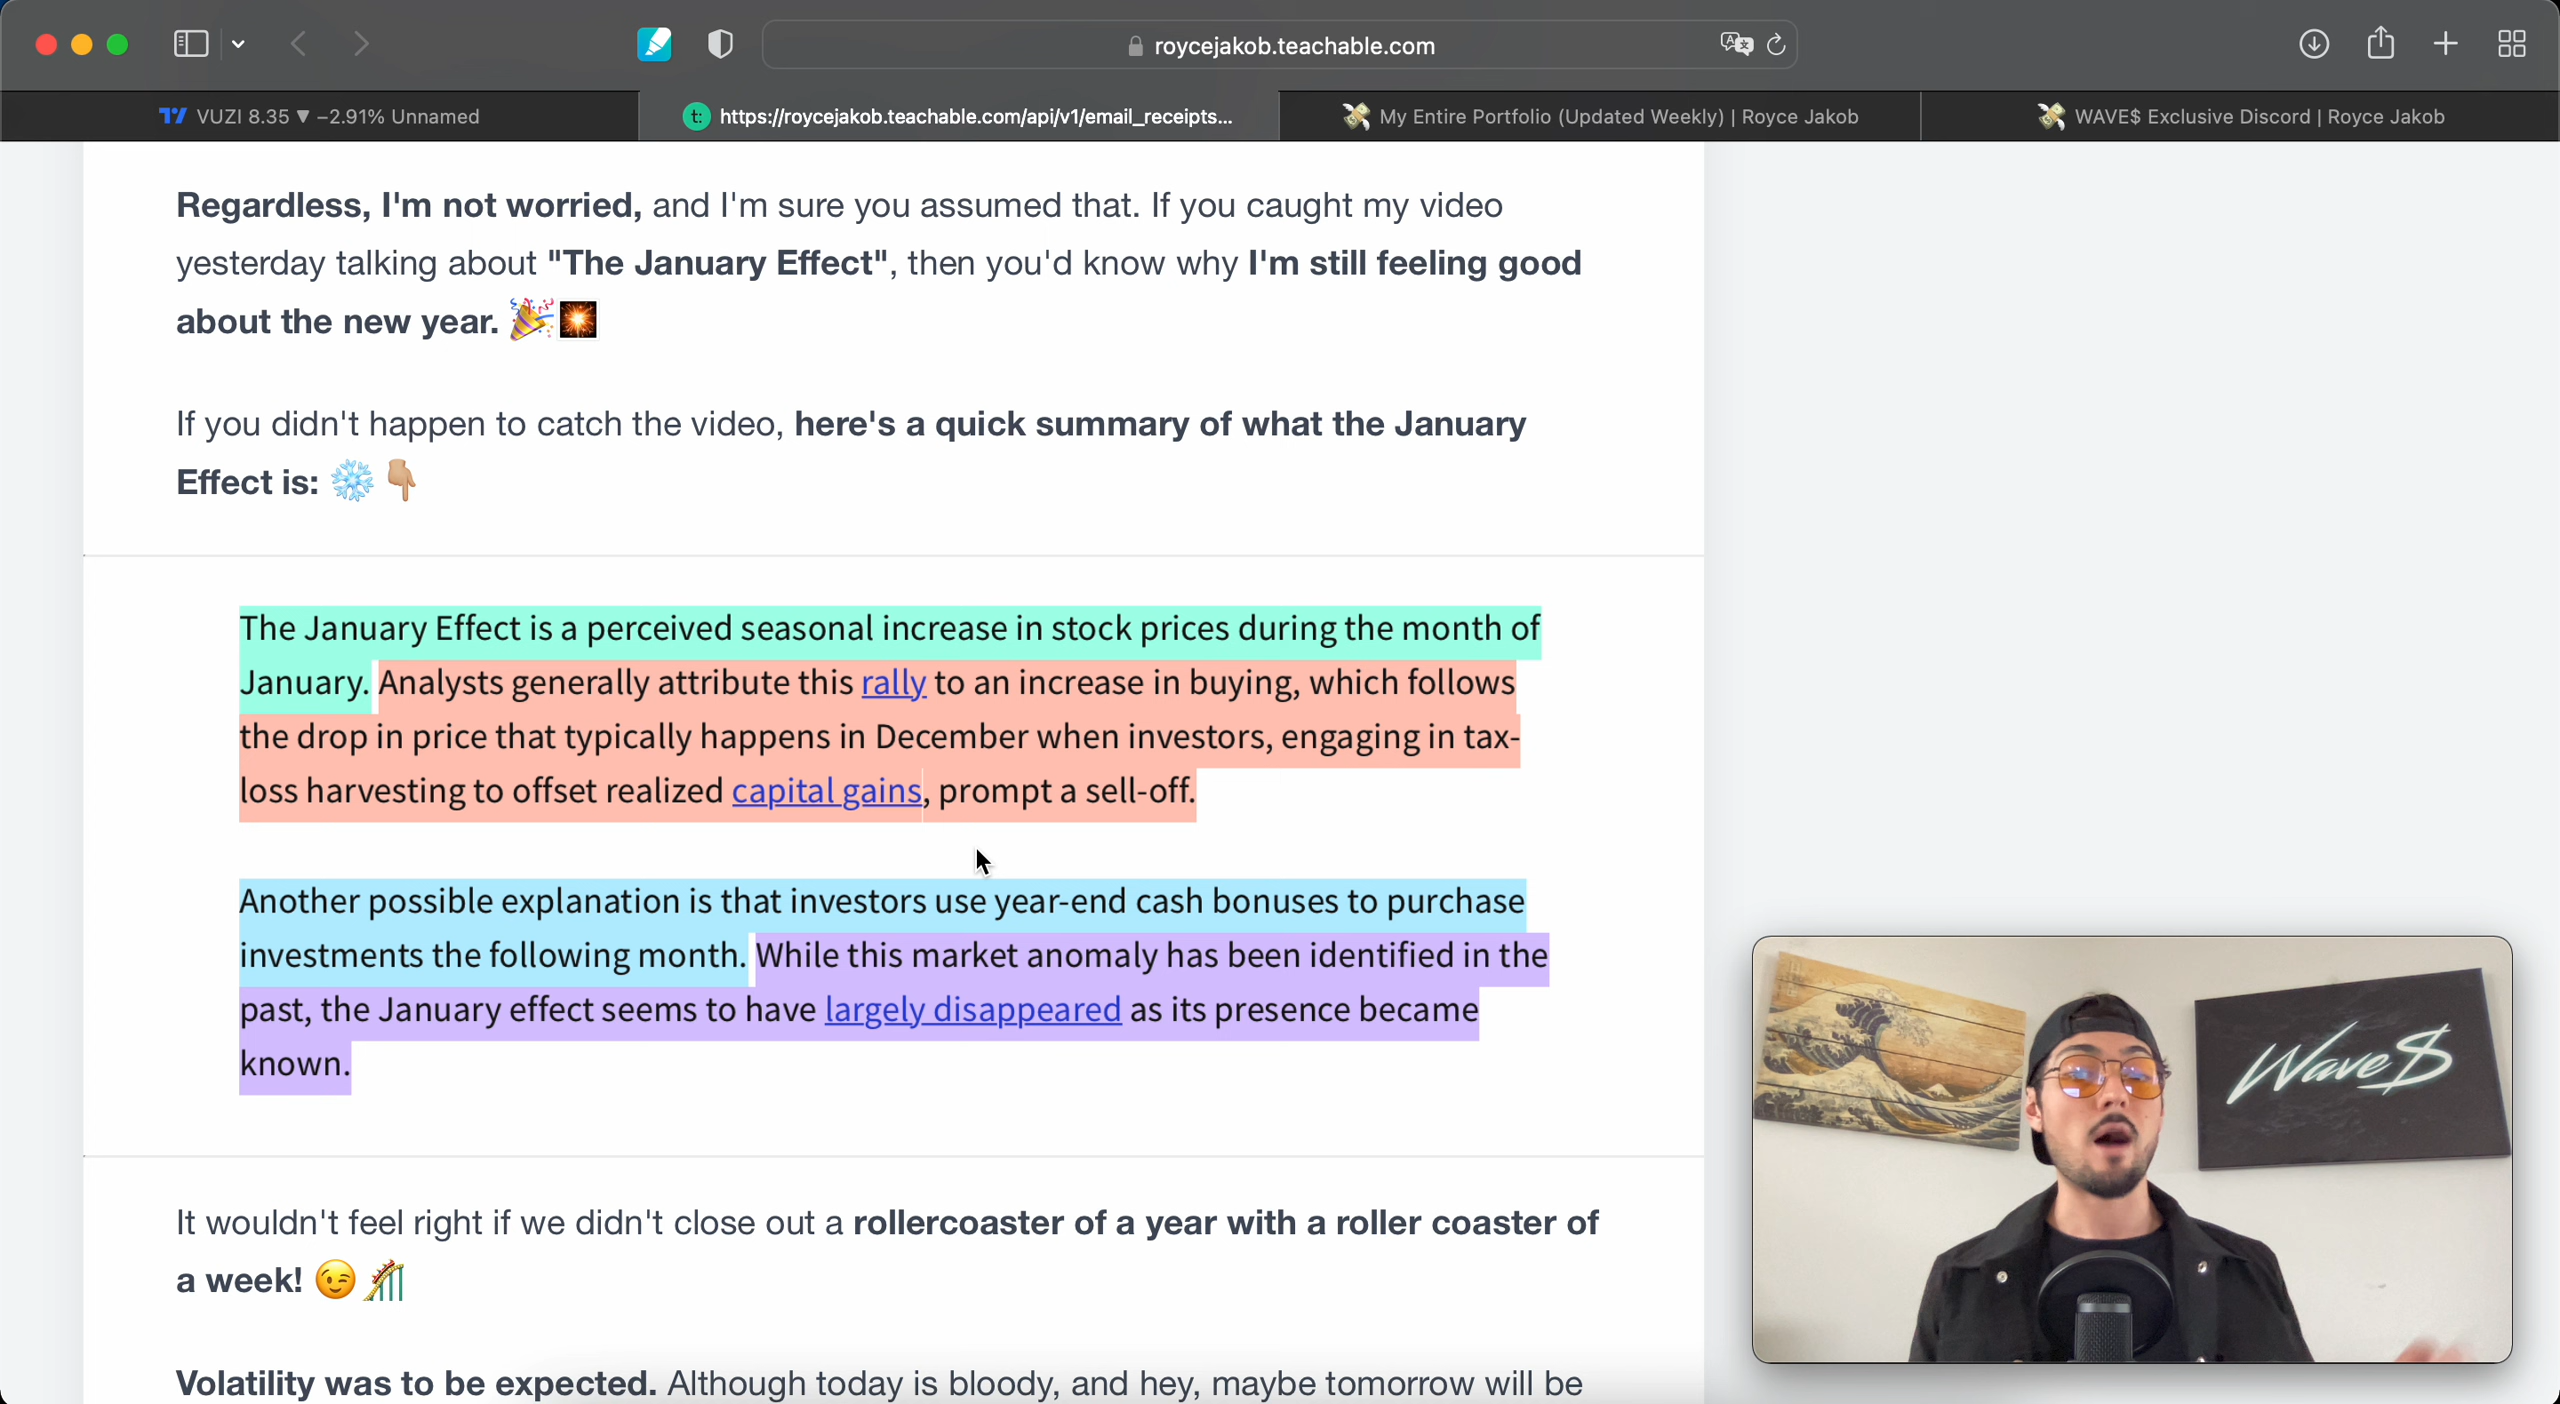 roycejakob.teachable.com
VUZI 8.35 ▼ −2.91% Unnamed
t: https://roycejakob.teachable.com/api/v1/email_receipts...
My Entire Portfolio (Updated Weekly) | Royce Jakob
WAVE$ Exclusive Discord | Royce Jakob
Regardless, I'm not worried, and I'm sure you assumed that. If you caught my video
yesterday talking about "The January Effect", then you'd know why I'm still feeling good
about the new year. 🎉🎇
If you didn't happen to catch the video, here's a quick summary of what the January
Effect is: ❄️👇🏼
The January Effect is a perceived seasonal increase in stock prices during the month of
January. Analysts generally attribute this rally to an increase in buying, which follows
the drop in price that typically happens in December when investors, engaging in tax-
loss harvesting to offset realized capital gains, prompt a sell-off.
Another possible explanation is that investors use year-end cash bonuses to purchase
investments the following month. While this market anomaly has been identified in the
past, the January effect seems to have largely disappeared as its presence became
known.
It wouldn't feel right if we didn't close out a rollercoaster of a year with a roller coaster of
a week! 😉🎢
Volatility was to be expected. Although today is bloody, and hey, maybe tomorrow will be
Wave$